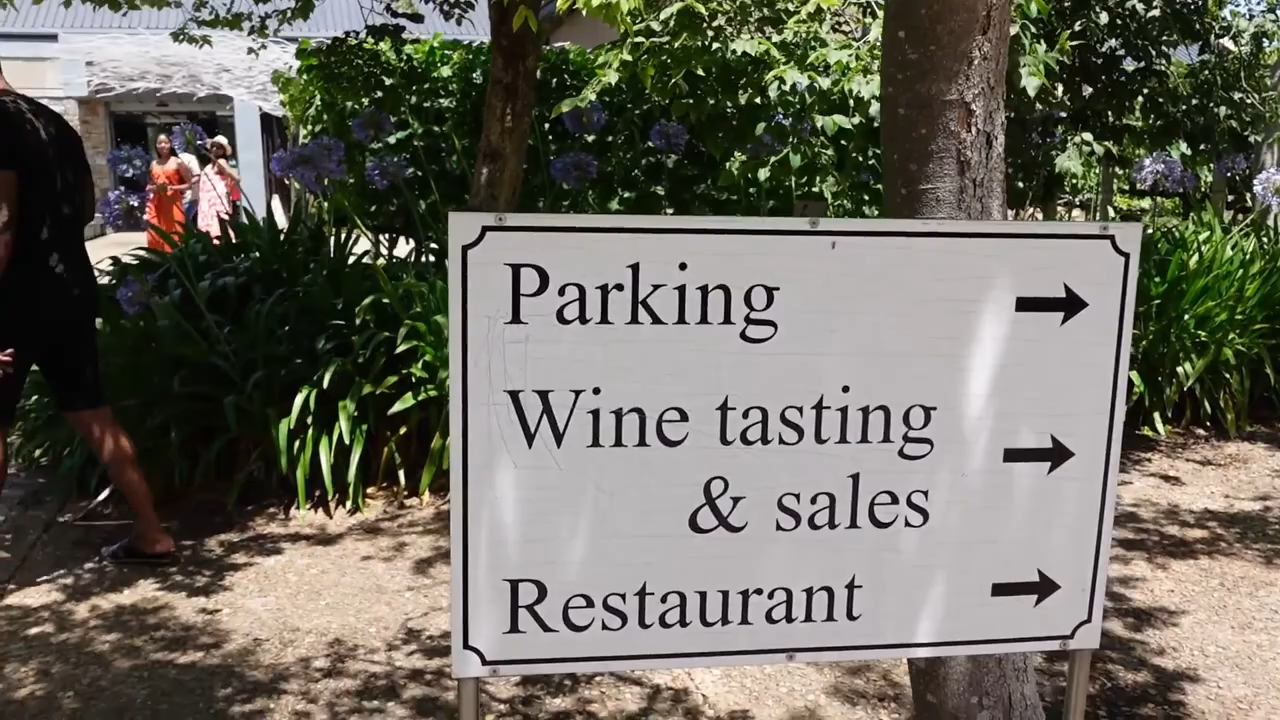 Parking →
Wine tasting
& sales →
Restaurant →